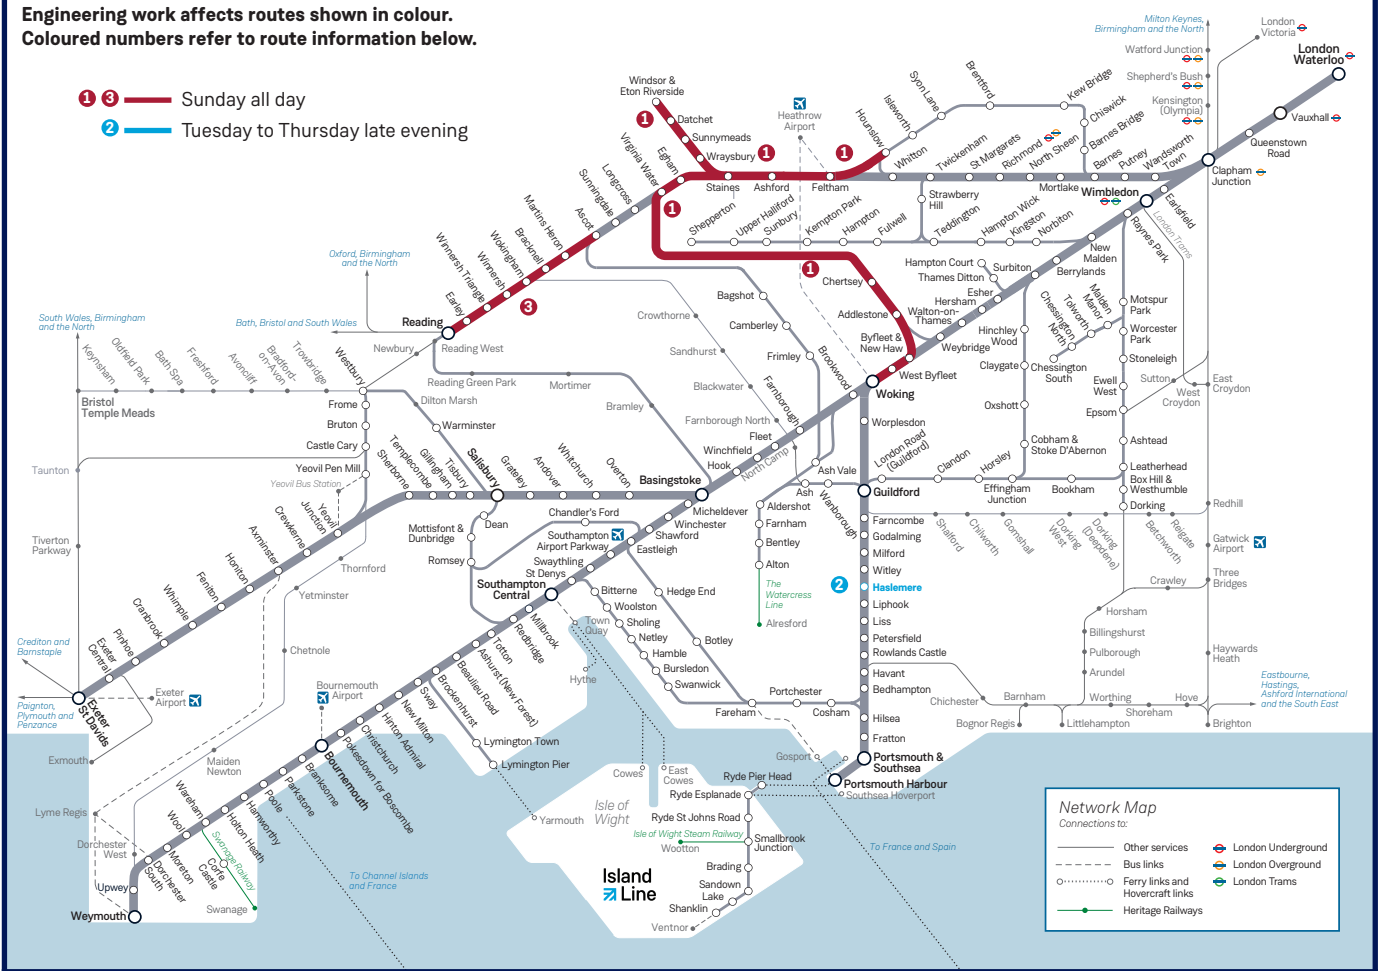 Engineering work affects routes shown in colour.
Coloured numbers refer to route information below.
1 3 Sunday all day
2 Tuesday to Thursday late evening
Milton Keynes,
Birmingham and the North
London
Victoria
London
Waterloo
Watford Junction
Shepherd's Bush
Kensington
(Olympia)
Vauxhall
Queenstown
Road
Clapham
Junction
Windsor &
Eton Riverside
1
Datchet
Sunnymeads
Wraysbury
1
1
Heathrow
Airport
Hounslow
Isleworth
Syon Lane
Brentford
Kew Bridge
Chiswick
Barnes Bridge
Whitton
Twickenham
St Margarets
Richmond
North Sheen
Mortlake
Barnes
Putney
Wandsworth
Town
Wimbledon
Earlsfield
London Trams
Raynes Park
Staines
Ashford
Feltham
Egham
Virginia Water
Longcross
Sunningdale
Ascot
Martins Heron
Bracknell
Wokingham
Winnersh
Winnersh Triangle
Earley
Reading
3
1
1
Shepperton
Upper Halliford
Sunbury
Kempton Park
Hampton
Fulwell
Strawberry
Hill
Teddington
Hampton Wick
Kingston
Norbiton
New
Malden
Berrylands
Hampton Court
Thames Ditton
Surbiton
Esher
Hersham
Walton-on-
Thames
Weybridge
Chertsey
Addlestone
Byfleet &
New Haw
West Byfleet
Woking
Oxford, Birmingham
and the North
Bath, Bristol and South Wales
South Wales, Birmingham
and the North
Keynsham
Oldfield Park
Bath Spa
Freshford
Avoncliff
Bradford-
on-Avon
Trowbridge
Westbury
Newbury
Reading West
Reading Green Park
Mortimer
Bramley
Bagshot
Camberley
Frimley
Crowthorne
Sandhurst
Blackwater
Farnborough North
North Camp
Brookwood
Farnborough
Fleet
Winchfield
Hook
Basingstoke
Hinchley
Wood
Claygate
Oxshott
Cobham &
Stoke D'Abernon
Chessington
North
Tolworth
Malden
Manor
Chessington
South
Motspur
Park
Worcester
Park
Stoneleigh
Ewell
West
Epsom
Ashtead
Leatherhead
Box Hill &
Westhumble
Dorking
Sutton
West
Croydon
East
Croydon
Bristol
Temple Meads
Taunton
Tiverton
Parkway
Frome
Bruton
Castle Cary
Yeovil Pen Mill
Yeovil Bus Station
Dilton Marsh
Warminster
Salisbury
Sherborne
Templecombe
Gillingham
Tisbury
Grateley
Andover
Whitchurch
Overton
Worplesdon
London Road
(Guildford)
Clandon
Horsley
Effingham
Junction
Bookham
Guildford
Ash Vale
Ash
Wanborough
Aldershot
Farnham
Bentley
Alton
The
Watercress
Line
Alresford
Farncombe
Godalming
Milford
Witley
2
Haslemere
Liphook
Liss
Petersfield
Rowlands Castle
Havant
Bedhampton
Hilsea
Fratton
Portsmouth &
Southsea
Portsmouth Harbour
Southsea Hoverport
Shalford
Chilworth
Gomshall
Dorking
West
Dorking
(Deepdene)
Betchworth
Reigate
Redhill
Gatwick
Airport
Three
Bridges
Crawley
Horsham
Billingshurst
Pulborough
Arundel
Haywards
Heath
Eastbourne,
Hastings,
Ashford International
and the South East
Chichester
Barnham
Bognor Regis
Littlehampton
Worthing
Shoreham
Hove
Brighton
Micheldever
Winchester
Shawford
Eastleigh
Chandler's Ford
Southampton
Airport Parkway
Swaythling
St Denys
Southampton
Central
Mottisfont &
Dunbridge
Dean
Romsey
Bitterne
Woolston
Sholing
Netley
Hamble
Bursledon
Swanwick
Hedge End
Botley
Fareham
Portchester
Cosham
Gosport
Town
Quay
Hythe
Millbrook
Redbridge
Totton
Ashurst (New Forest)
Beaulieu Road
Brockenhurst
Sway
New Milton
Hinton Admiral
Christchurch
Pokesdown for Boscombe
Bournemouth
Branksome
Parkstone
Poole
Hamworthy
Holton Heath
Wareham
Wool
Moreton
Dorchester
South
Upwey
Weymouth
Lymington Town
Lymington Pier
Yarmouth
Bournemouth
Airport
Yeovil
Junction
Crewkerne
Axminster
Honiton
Feniton
Whimple
Cranbrook
Pinhoe
Exeter
Central
Exeter
St Davids
Exeter
Airport
Exmouth
Crediton and
Barnstaple
Paignton,
Plymouth and
Penzance
Thornford
Yetminster
Chetnole
Maiden
Newton
Dorchester
West
Lyme Regis
Swanage Railway
Corfe
Castle
Swanage
To Channel Islands
and France
Cowes
East
Cowes
Isle of
Wight
Ryde Pier Head
Ryde Esplanade
Ryde St Johns Road
Isle of Wight Steam Railway
Wootton
Smallbrook
Junction
Brading
Sandown
Lake
Shanklin
Ventnor
Island
Line
To France and Spain
Network Map
Connections to:
Other services
Bus links
Ferry links and
Hovercraft links
Heritage Railways
London Underground
London Overground
London Trams